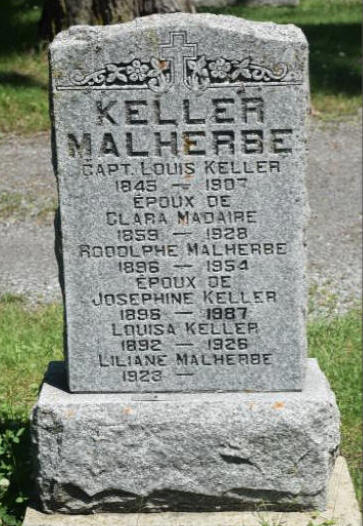 KELLER
MALHERBE
CAPT. LOUIS KELLER
1845 — 1907
ÉPOUX DE
CLARA MADAIRE
1859 — 1928
RODOLPHE MALHERBE
1896 — 1954
ÉPOUX DE
JOSEPHINE KELLER
1896 — 1987
LOUISA KELLER
1892 — 1926
LILIANE MALHERBE
1923 —